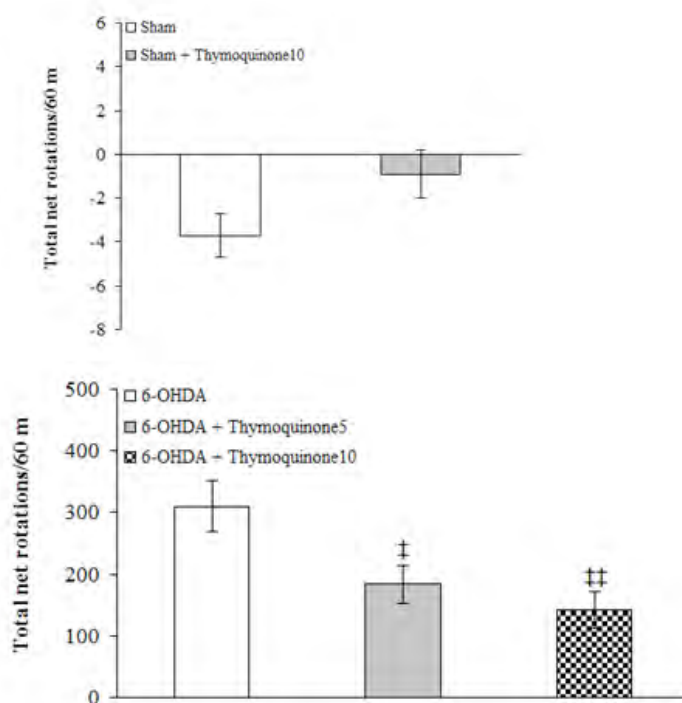 6
4
2
0
-2
-4
-6
-8
Total net rotations/60 m
Sham
Sham + Thymoquinone10
500
400
300
200
100
0
Total net rotations/60 m
6-OHDA
6-OHDA + Thymoquinone5
6-OHDA + Thymoquinone10
‡
‡‡